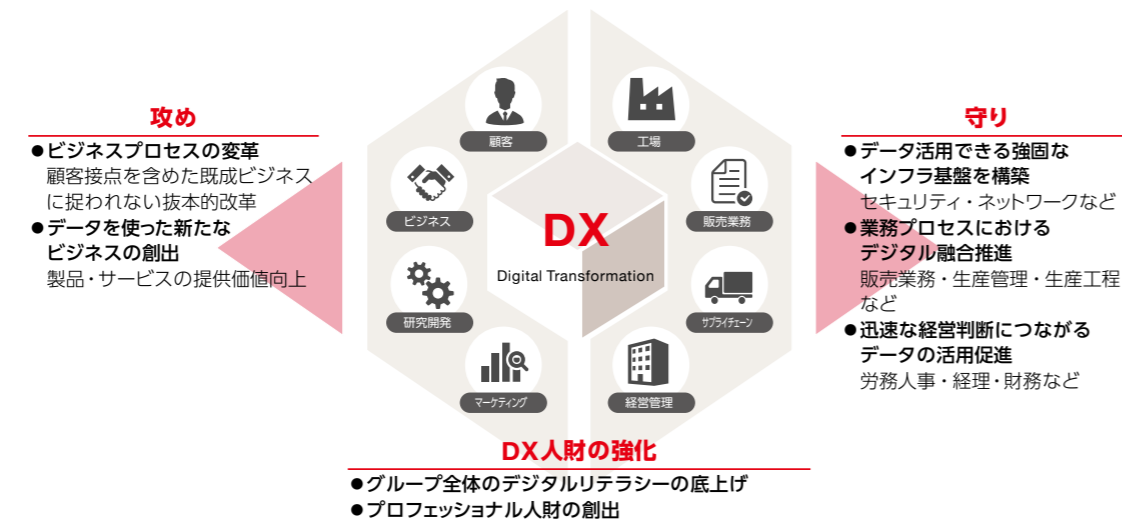 攻め
●ビジネスプロセスの変革
顧客接点を含めた既成ビジネス
に捉われない抜本的改革
●データを使った新たな
ビジネスの創出
製品・サービスの提供価値向上
顧客
ビジネス
研究開発
マーケティング
DX
Digital Transformation
工場
販売業務
サプライチェーン
経営管理
守り
●データ活用できる強固な
インフラ基盤を構築
セキュリティ・ネットワークなど
●業務プロセスにおける
デジタル融合推進
販売業務・生産管理・生産工程
など
●迅速な経営判断につながる
データの活用促進
労務人事・経理・財務など
DX人財の強化
●グループ全体のデジタルリテラシーの底上げ
●プロフェッショナル人財の創出